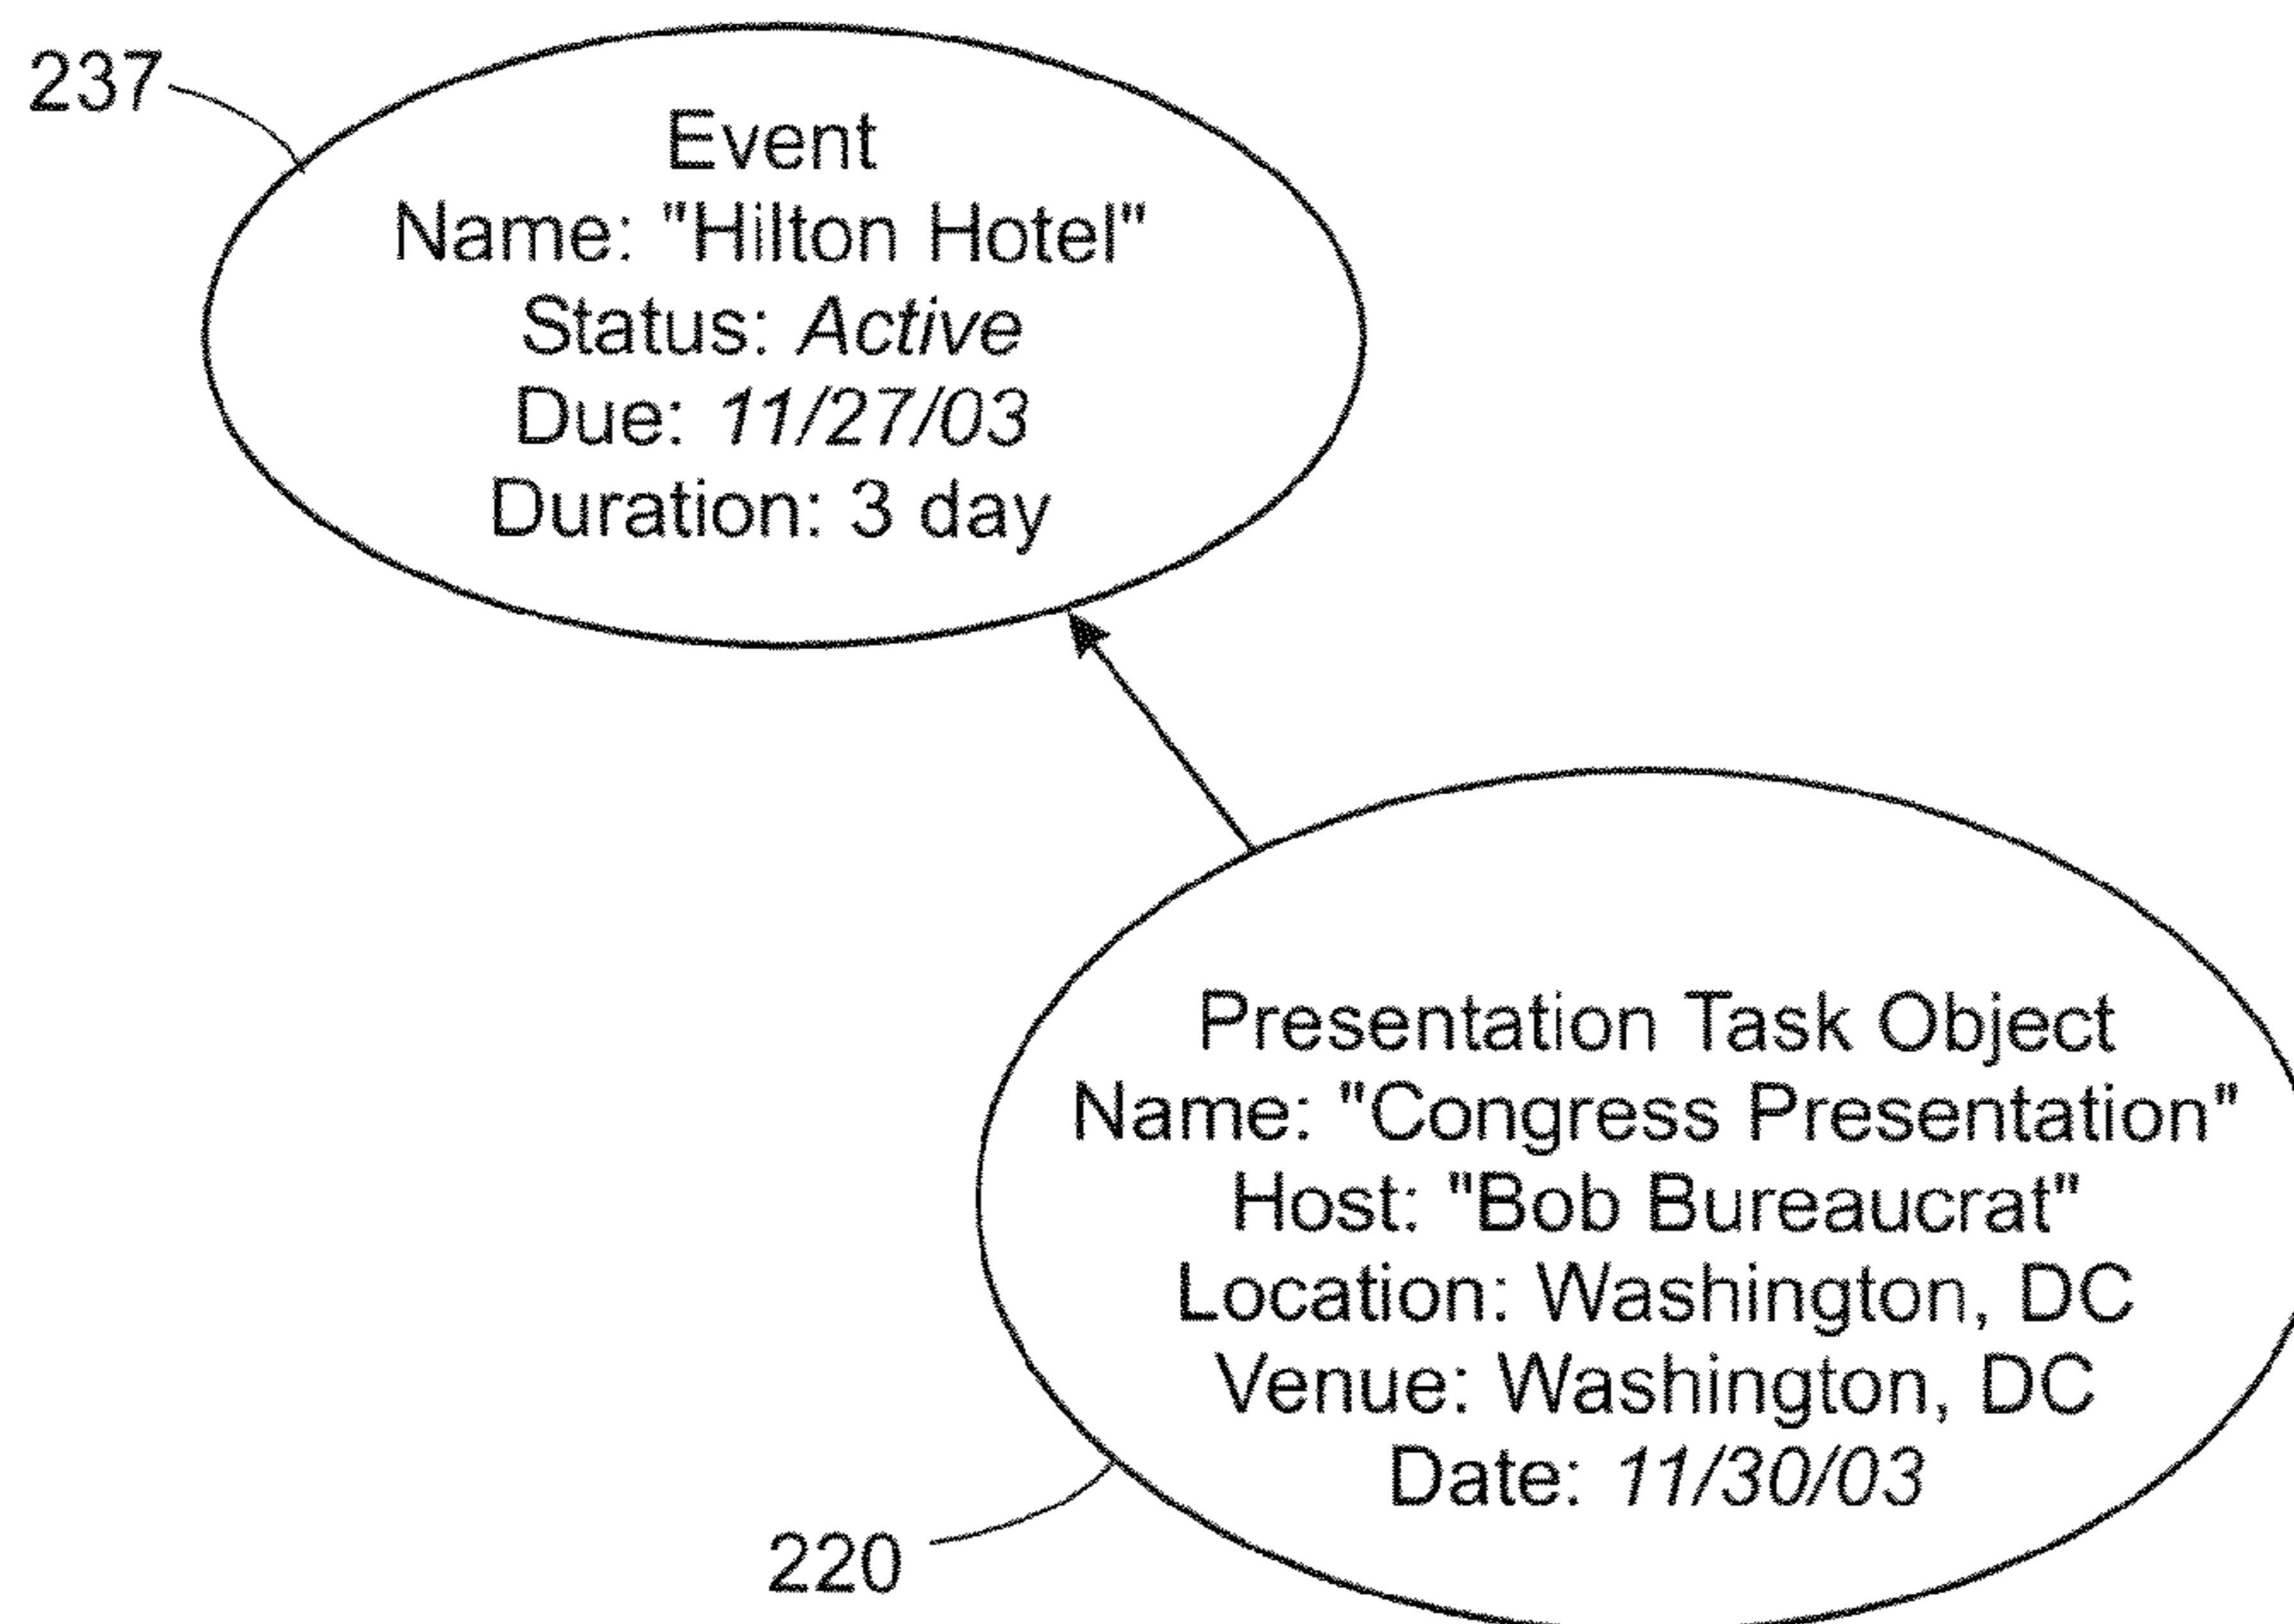 237
Event
Name: "Hilton Hotel"
Status: Active
Due: 11/27/03
Duration: 3 day
Presentation Task Object
Name: "Congress Presentation"
Host: "Bob Bureaucrat"
Location: Washington, DC
Venue: Washington, DC
Date: 11/30/03
220